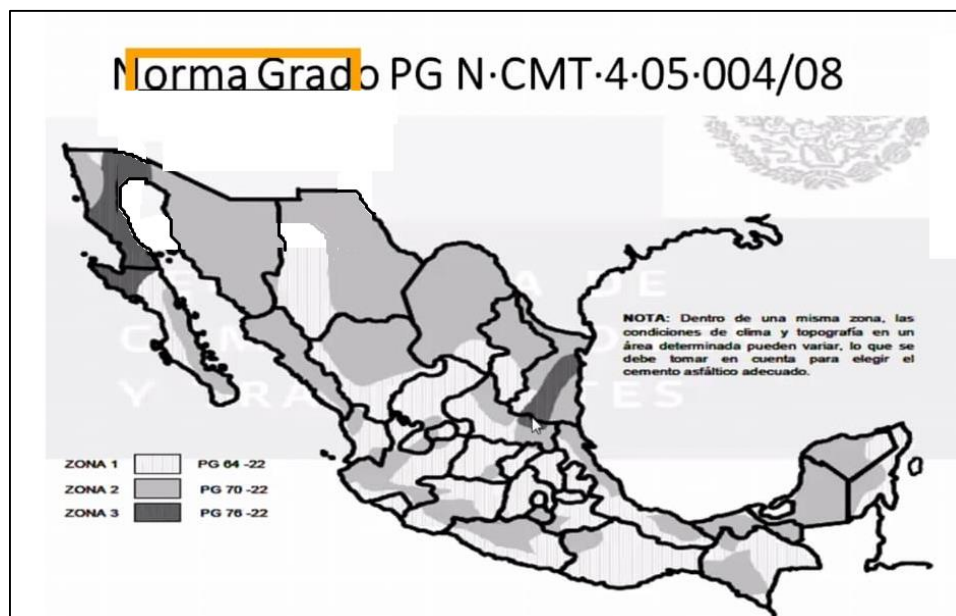 Norma Grado PG N·CMT·4·05·004/08
NOTA: Dentro de una misma zona, las
condiciones de clima y topografía en un
área determinada pueden variar, lo que se
debe tomar en cuenta para elegir el
cemento asfáltico adecuado.
ZONA 1 PG 64 -22
ZONA 2 PG 70 -22
ZONA 3 PG 76 -22